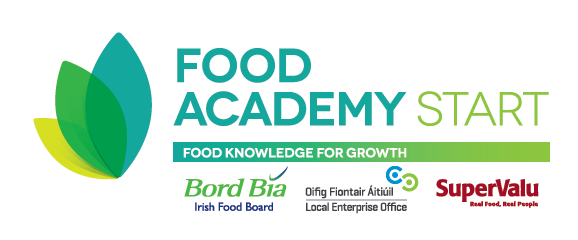 FOOD
ACADEMY START
FOOD KNOWLEDGE FOR GROWTH
Bord Bia
Irish Food Board
Oifig Fiontair Áitiúil
Local Enterprise Office
SuperValu
Real Food, Real People